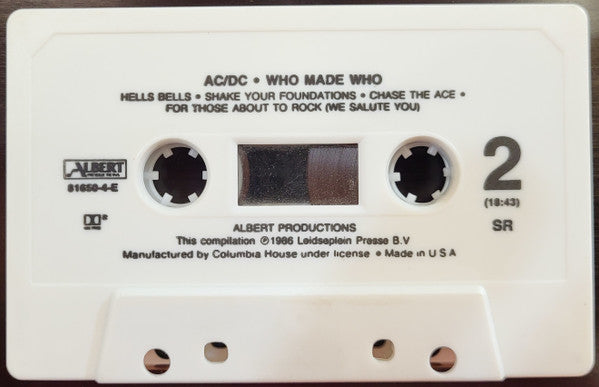 AC/DC • WHO MADE WHO
HELLS BELLS • SHAKE YOUR FOUNDATIONS • CHASE THE ACE •
FOR THOSE ABOUT TO ROCK (WE SALUTE YOU)
ALBERT
81650-4-E
2
(18:43)
SR
ALBERT PRODUCTIONS
This compilation ℗1986 Leidseplein Presse B.V
Manufactured by Columbia House under license • Made in U S A